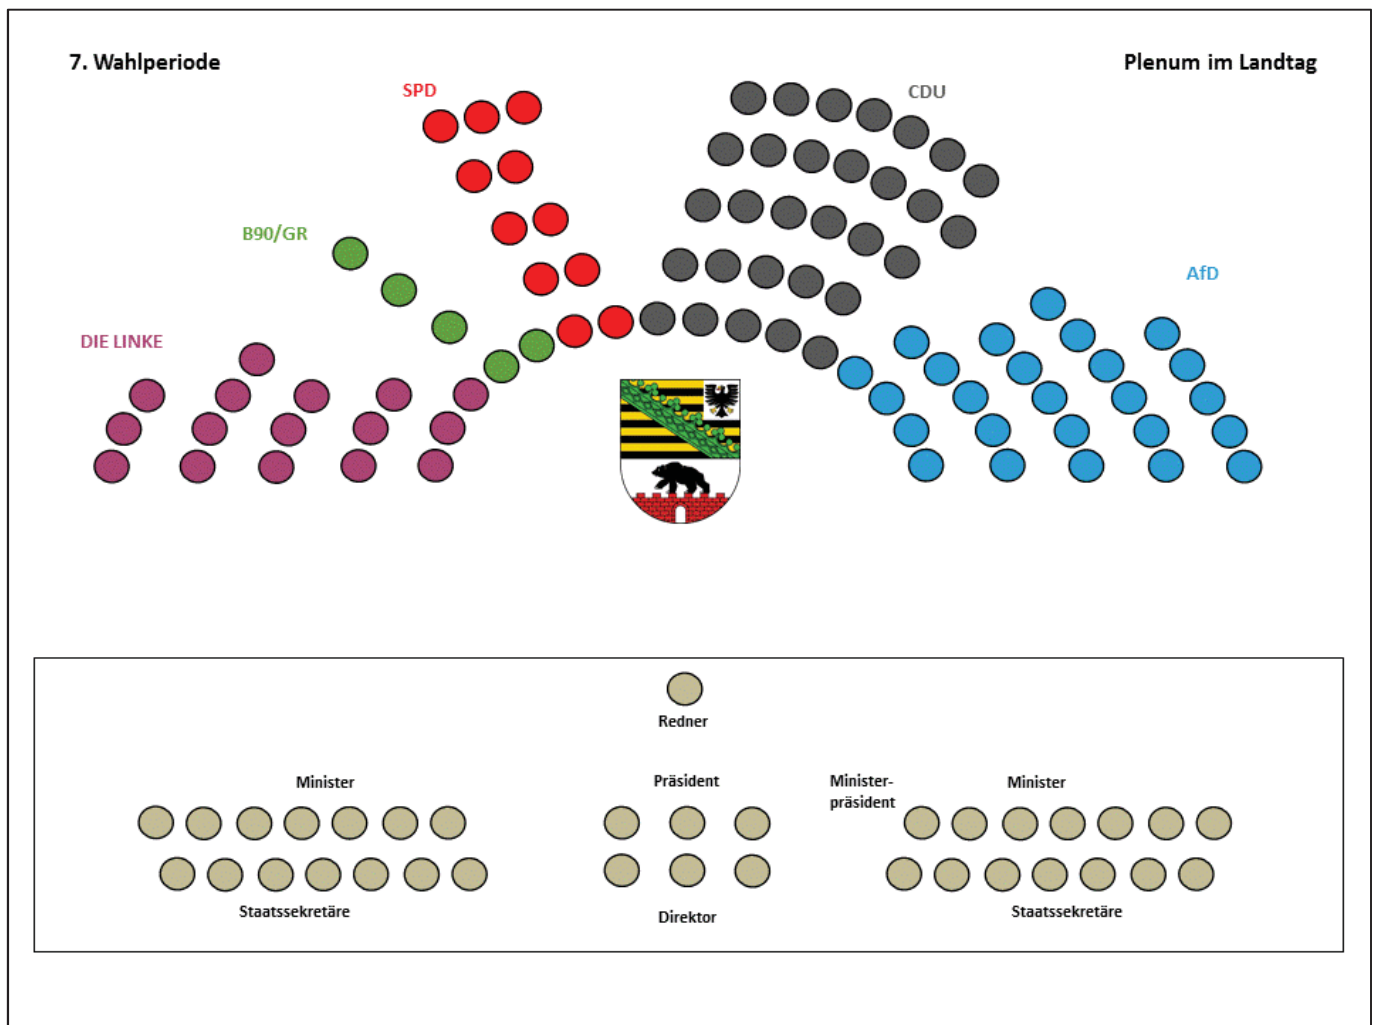 7. Wahlperiode
Plenum im Landtag
SPD
CDU
B90/GR
AfD
DIE LINKE
Redner
Minister
Präsident
Minister-
präsident
Minister
Staatssekretäre
Direktor
Staatssekretäre